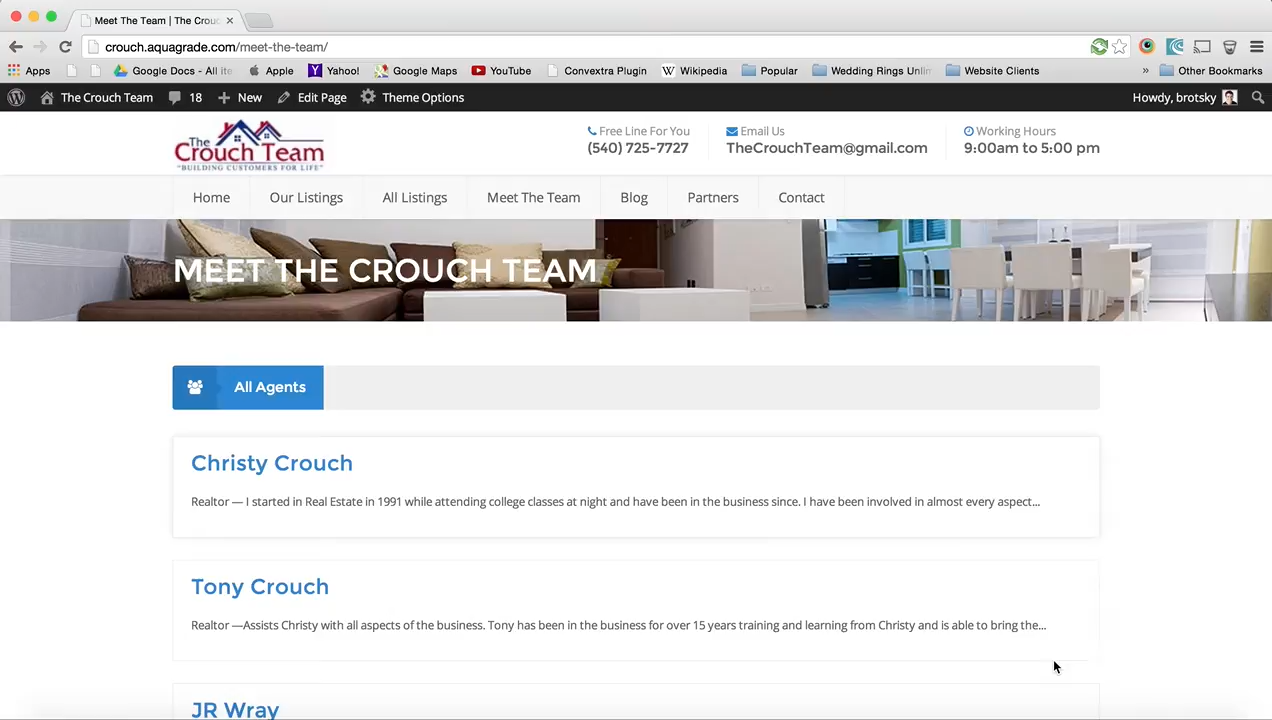 Meet The Team | The Crou
crouch.aquagrade.com/meet-the-team/
Apps Google Docs - All ite Apple Yahoo! Google Maps YouTube Convextra Plugin Wikipedia Popular Wedding Rings Unlim Website Clients » Other Bookmarks
The Crouch Team 18 New Edit Page Theme Options Howdy, brotsky
The
Crouch Team
"BUILDING CUSTOMERS FOR LIFE"
Free Line For You
(540) 725-7727
Email Us
TheCrouchTeam@gmail.com
Working Hours
9:00am to 5:00 pm
Home Our Listings All Listings Meet The Team Blog Partners Contact
MEET THE CROUCH TEAM
All Agents
Christy Crouch
Realtor — I started in Real Estate in 1991 while attending college classes at night and have been in the business since. I have been involved in almost every aspect...
Tony Crouch
Realtor —Assists Christy with all aspects of the business. Tony has been in the business for over 15 years training and learning from Christy and is able to bring the...
JR Wray